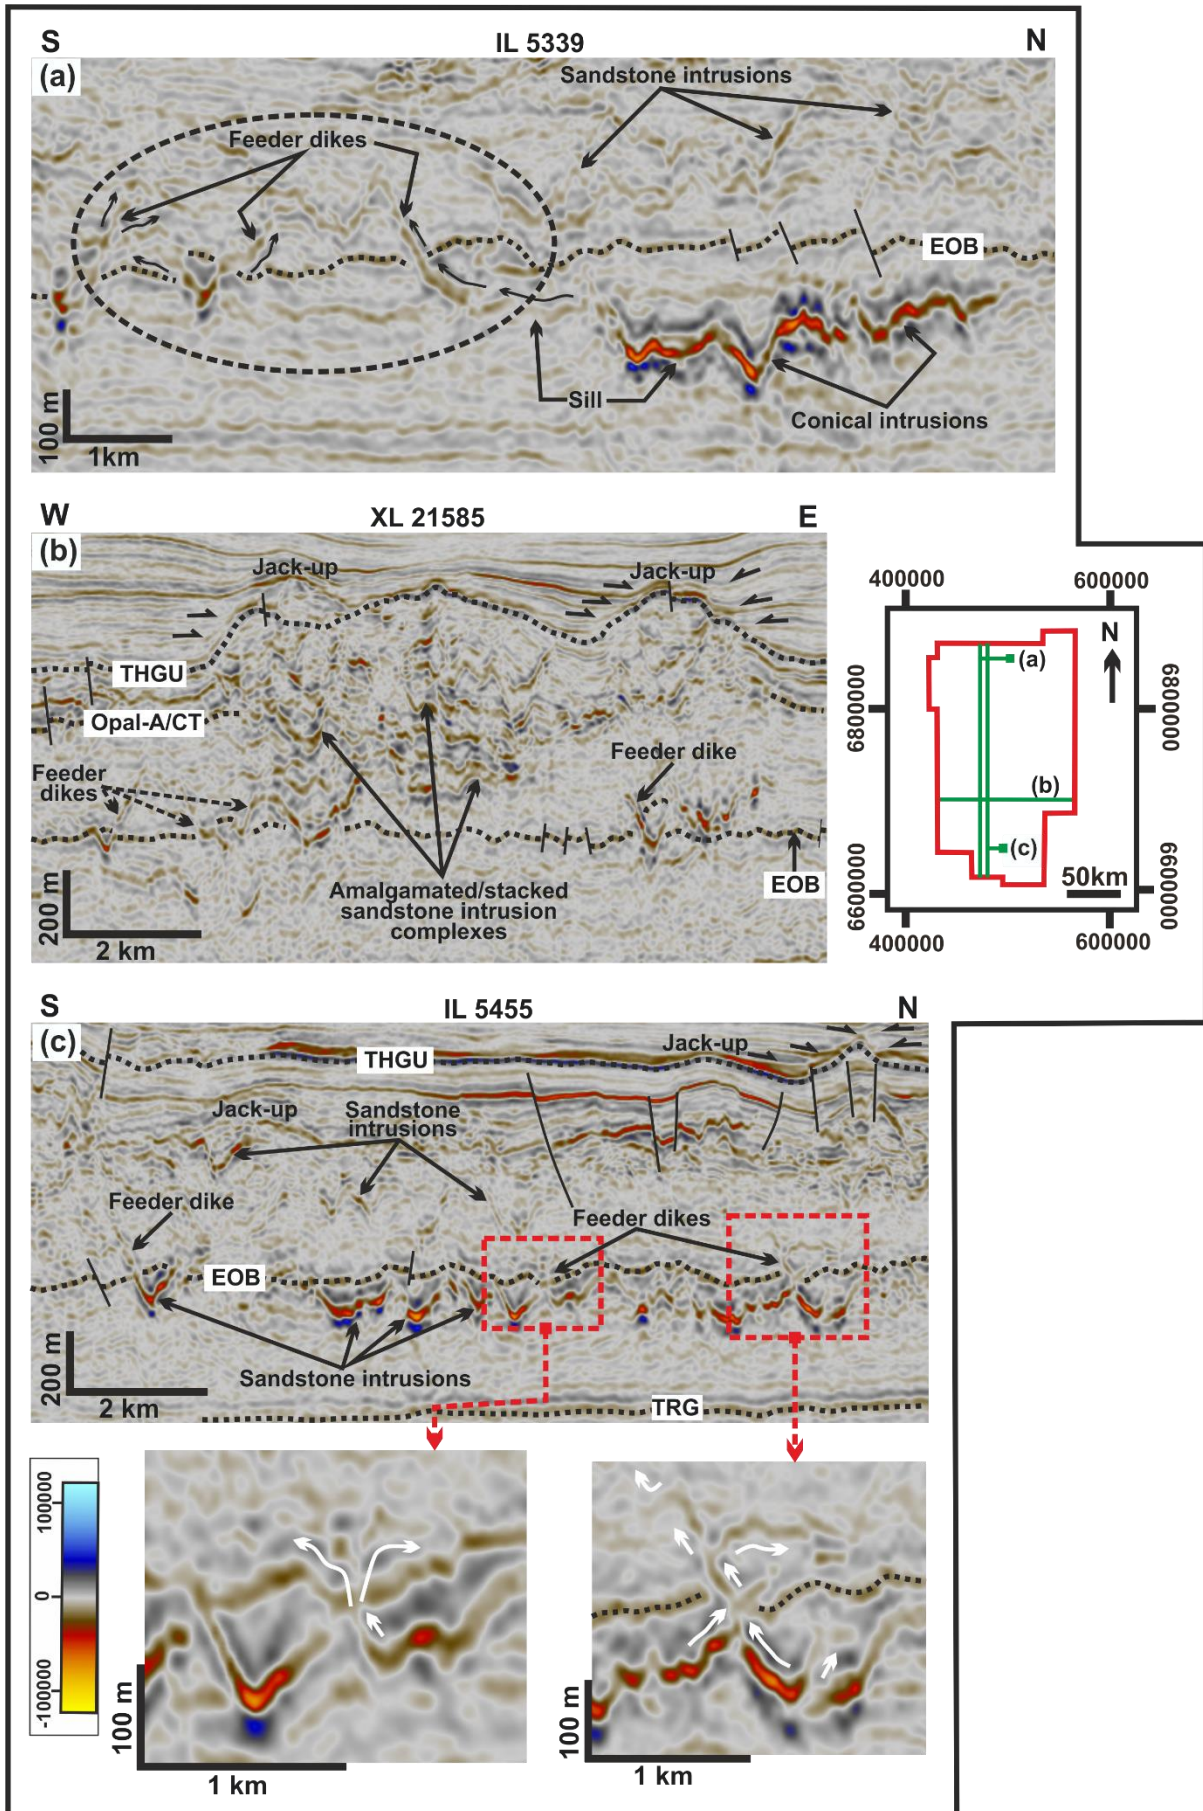 S IL 5339 N
(a)
Sandstone intrusions
Feeder dikes
EOB
Sill
Conical intrusions
100 m
1km
W XL 21585 E
(b)
Jack-up Jack-up
THGU
Opal-A/CT
Feeder
dikes
Feeder dike
EOB
Amalgamated/stacked
sandstone intrusion
complexes
200 m
2 km
400000 600000
N
(a)
6800000 6800000
(b)
(c)
50km
6600000 6600000
400000 600000
S IL 5455 N
(c)
THGU
Jack-up
Jack-up
Sandstone
intrusions
Feeder dike
Feeder dikes
EOB
Sandstone intrusions
200 m
2 km
TRG
100000
0
-100000
100 m
1 km
100 m
1 km